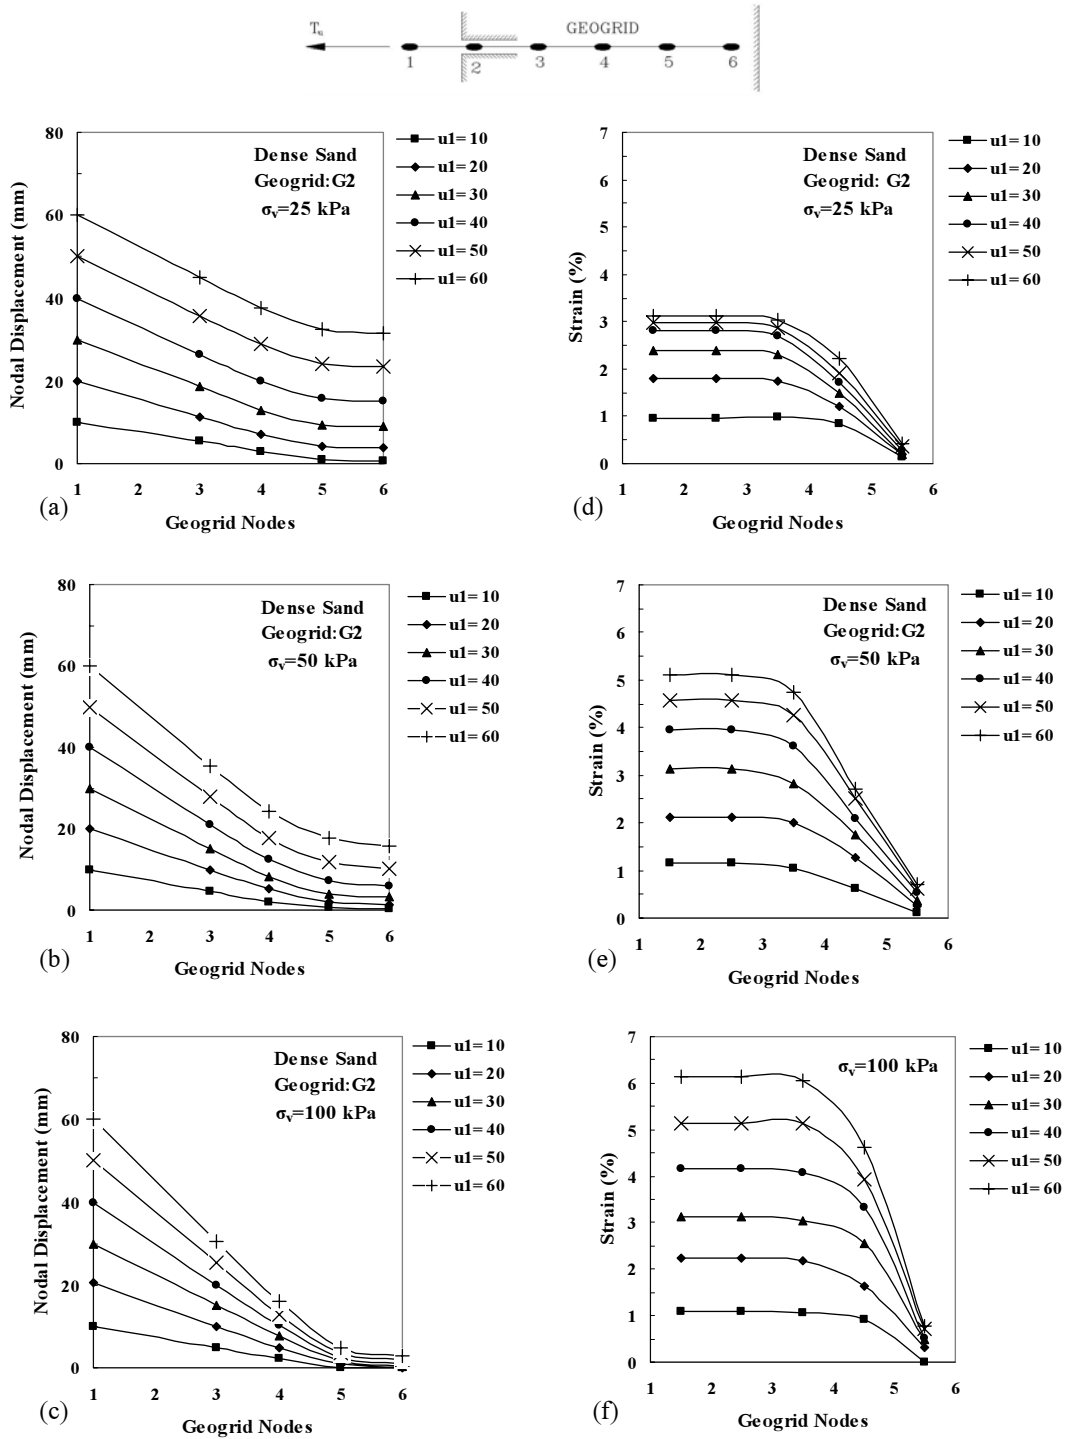 Tu GEOGRID
1 2 3 4 5 6
80
60
40
20
0
1 2 3 4 5 6
Nodal Displacement (mm)
Geogrid Nodes
Dense Sand
Geogrid:G2
σv=25 kPa
u1= 10
u1= 20
u1= 30
u1= 40
u1= 50
u1= 60
(a)
7
6
5
4
3
2
1
0
1 2 3 4 5 6
Strain (%)
Geogrid Nodes
Dense Sand
Geogrid: G2
σv=25 kPa
u1= 10
u1= 20
u1= 30
u1= 40
u1= 50
u1= 60
(d)
80
60
40
20
0
1 2 3 4 5 6
Nodal Displacement (mm)
Geogrid Nodes
Dense Sand
Geogrid:G2
σv=50 kPa
u1= 10
u1= 20
u1= 30
u1= 40
u1= 50
u1= 60
(b)
7
6
5
4
3
2
1
0
1 2 3 4 5 6
Strain (%)
Geogrid Nodes
Dense Sand
Geogrid:G2
σv=50 kPa
u1= 10
u1= 20
u1= 30
u1= 40
u1= 50
u1= 60
(e)
80
60
40
20
0
1 2 3 4 5 6
Nodal Displacement (mm)
Geogrid Nodes
Dense Sand
Geogrid:G2
σv=100 kPa
u1= 10
u1= 20
u1= 30
u1= 40
u1= 50
u1= 60
(c)
7
6
5
4
3
2
1
0
1 2 3 4 5 6
Strain (%)
Geogrid Nodes
σv=100 kPa
u1= 10
u1= 20
u1= 30
u1= 40
u1= 50
u1= 60
(f)